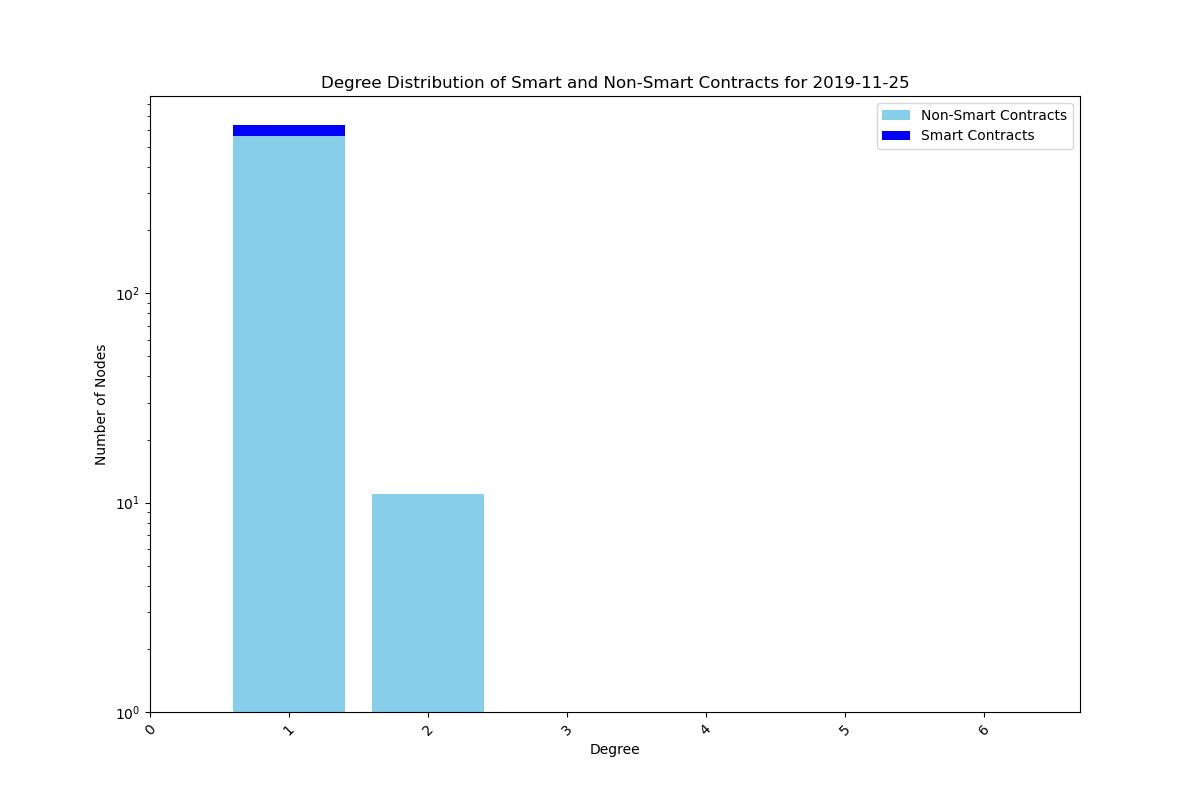 Degree Distribution of Smart and Non-Smart Contracts for 2019-11-25
Non-Smart Contracts
Smart Contracts
Number of Nodes
10²
10¹
10⁰
0 1 2 3 4 5 6
Degree